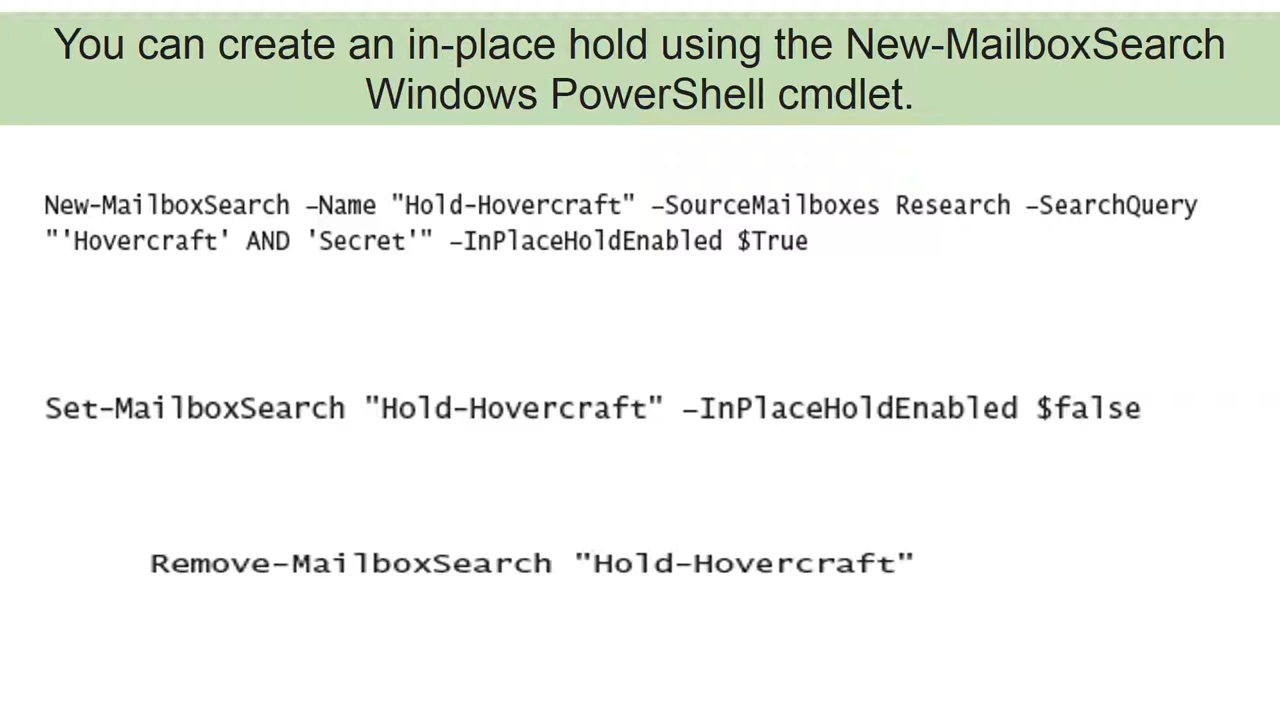 You can create an in-place hold using the New-MailboxSearch
Windows PowerShell cmdlet.
New-MailboxSearch –Name "Hold-Hovercraft" –SourceMailboxes Research –SearchQuery
"'Hovercraft' AND 'Secret'" –InPlaceHoldEnabled $True
Set-MailboxSearch "Hold-Hovercraft" –InPlaceHoldEnabled $false
Remove-MailboxSearch "Hold-Hovercraft"